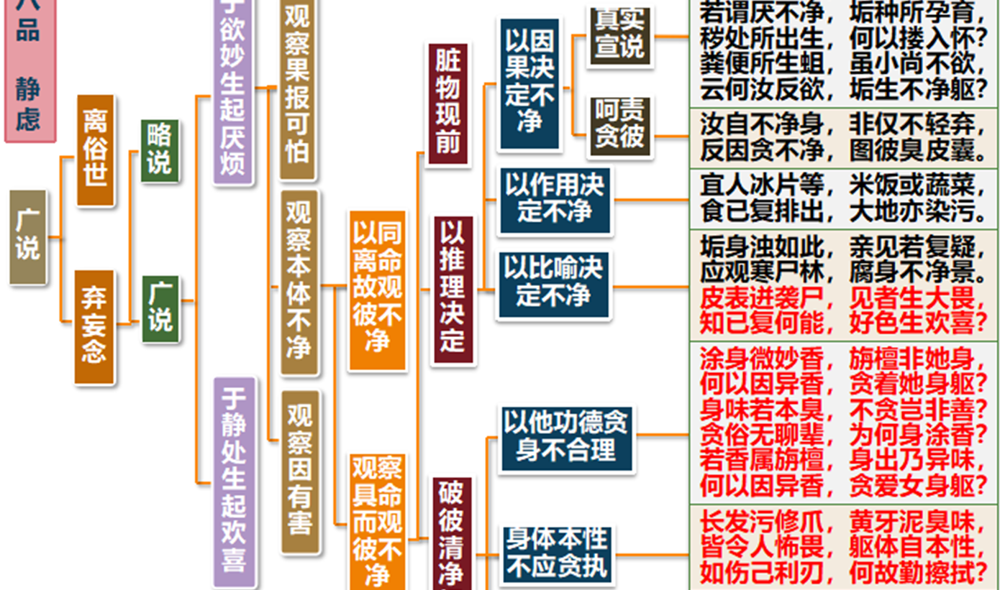 品
静
虑
广说
离俗世
弃妄念
略说
广说
于欲妙生起厌烦
于静处生起欢喜
观察果报可怕
观察本体不净
观察因有害
以同
离命
故观
彼不
净
观察
具命
而观
彼不
净
脏物现前
以推理决定
破彼清净
以因
果决
定不
净
以作用决
定不净
以比喻决
定不净
以他功德贪
身不合理
身体本性
不应贪执
真实
宣说
呵责
贪彼
若谓厌不净，垢种所孕育，
秽处所出生，何以搂入怀？
粪便所生蛆，虽小尚不欲，
云何汝反欲，垢生不净躯？
汝自不净身，非仅不轻弃，
反因贪不净，图彼臭皮囊。
宜人冰片等，米饭或蔬菜，
食已复排出，大地亦染污。
垢身浊如此，亲见若复疑，
应观寒尸林，腐身不净景。
皮表迸袭尸，见者生大畏，
知已复何能，好色生欢喜？
涂身微妙香，旃檀非她身，
何以因异香，贪着她身躯？
身味若本臭，不贪岂非善？
贪俗无聊辈，为何身涂香？
若香属旃檀，身出乃异味，
何以因异香，贪爱女身躯？
长发污修爪，黄牙泥臭味，
皆令人怖畏，躯体自本性，
如伤己利刃，何故勤擦拭？